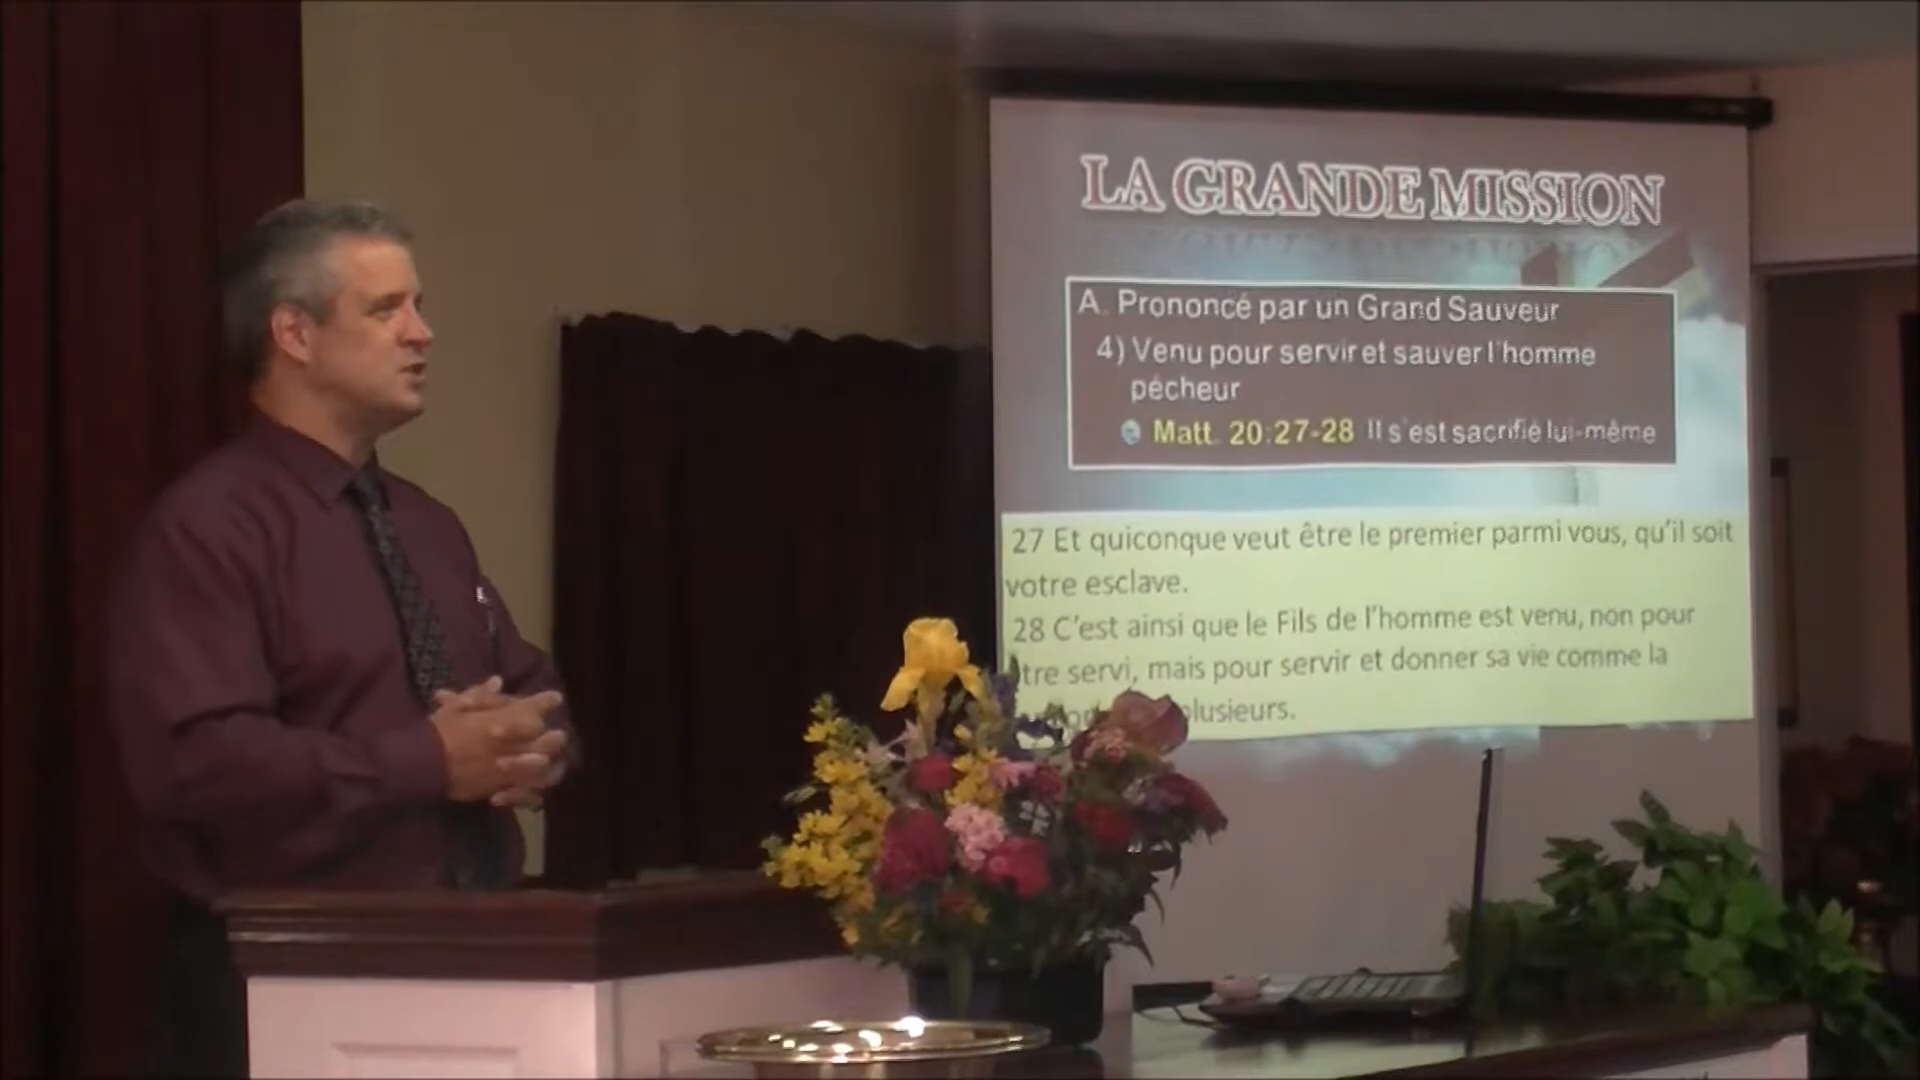 LA GRANDE MISSION
A. Prononcé par un Grand Sauveur
4) Venu pour servir et sauver l'homme
pécheur
Matt. 20:27-28 Il s'est sacrifié lui-même
27 Et quiconque veut être le premier parmi vous, qu'il soit
votre esclave.
28 C'est ainsi que le Fils de l'homme est venu, non pour
être servi, mais pour servir et donner sa vie comme la
plusieurs.